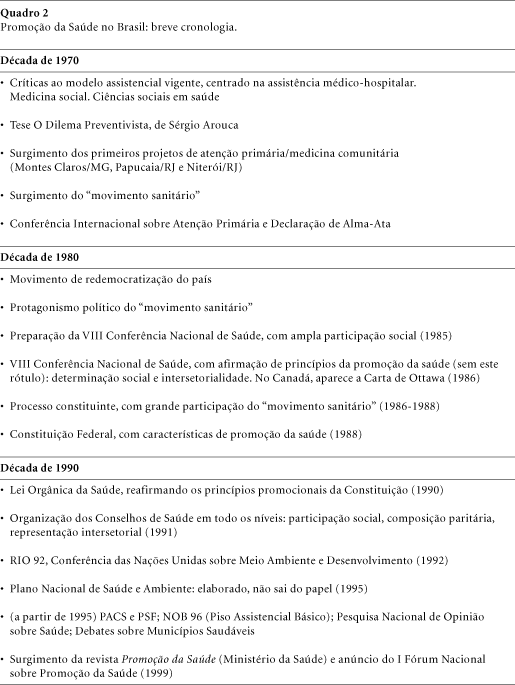 Quadro 2
Promoção da Saúde no Brasil: breve cronologia.
Década de 1970
• Críticas ao modelo assistencial vigente, centrado na assistência médico-hospitalar.
Medicina social. Ciências sociais em saúde
• Tese O Dilema Preventivista, de Sérgio Arouca
• Surgimento dos primeiros projetos de atenção primária/medicina comunitária
(Montes Claros/MG, Papucaia/RJ e Niterói/RJ)
• Surgimento do “movimento sanitário”
• Conferência Internacional sobre Atenção Primária e Declaração de Alma-Ata
Década de 1980
• Movimento de redemocratização do país
• Protagonismo político do “movimento sanitário”
• Preparação da VIII Conferência Nacional de Saúde, com ampla participação social (1985)
• VIII Conferência Nacional de Saúde, com afirmação de princípios da promoção da saúde (sem este
rótulo): determinação social e intersetorialidade. No Canadá, aparece a Carta de Ottawa (1986)
• Processo constituinte, com grande participação do “movimento sanitário” (1986-1988)
• Constituição Federal, com características de promoção da saúde (1988)
Década de 1990
• Lei Orgânica da Saúde, reafirmando os princípios promocionais da Constituição (1990)
• Organização dos Conselhos de Saúde em todo os níveis: participação social, composição paritária,
representação intersetorial (1991)
• RIO 92, Conferência das Nações Unidas sobre Meio Ambiente e Desenvolvimento (1992)
• Plano Nacional de Saúde e Ambiente: elaborado, não sai do papel (1995)
• (a partir de 1995) PACS e PSF; NOB 96 (Piso Assistencial Básico); Pesquisa Nacional de Opinião
sobre Saúde; Debates sobre Municípios Saudáveis
• Surgimento da revista Promoção da Saúde (Ministério da Saúde) e anúncio do I Fórum Nacional
sobre Promoção da Saúde (1999)